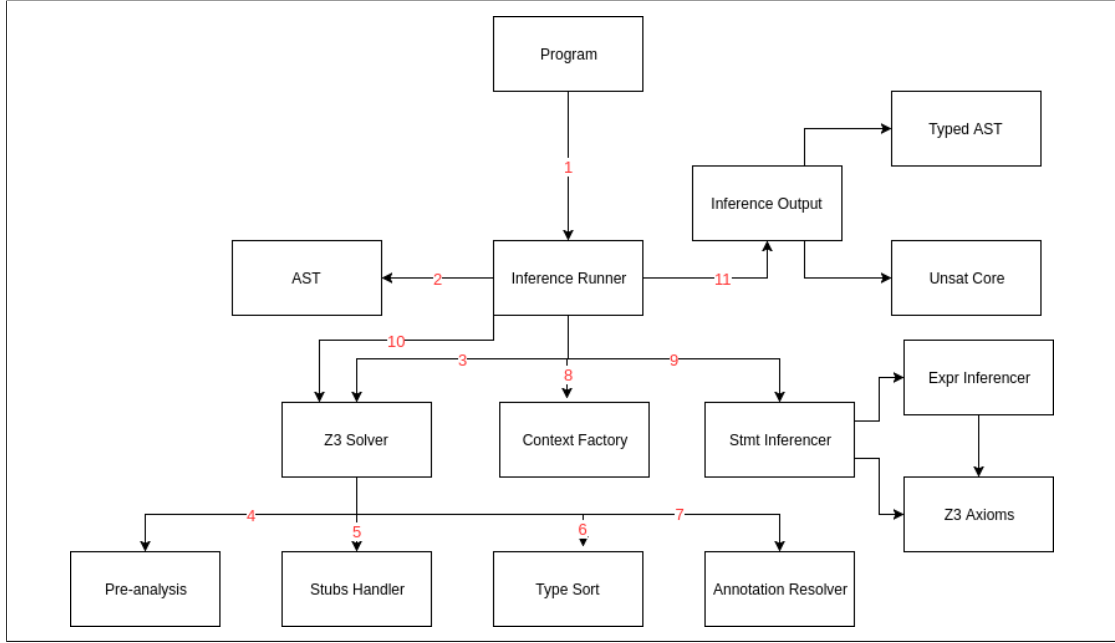 Program
Typed AST
1
Inference Output
AST
2
Inference Runner
11
Unsat Core
10
3
8
9
Expr Inferencer
Z3 Solver
Context Factory
Stmt Inferencer
Z3 Axioms
4
5
6
7
Pre-analysis
Stubs Handler
Type Sort
Annotation Resolver